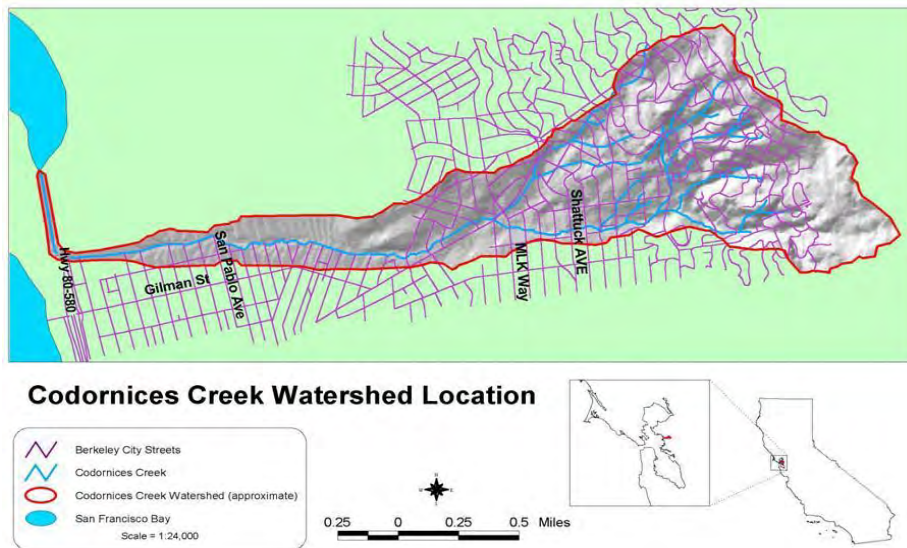 Hwy 80-580
Gilman St
San Pablo Ave
MLK Way
Shattuck AVE
Codornices Creek Watershed Location
Berkeley City Streets
Codornices Creek
Codornices Creek Watershed (approximate)
San Francisco Bay
Scale = 1:24,000
0.25 0 0.25 0.5 Miles